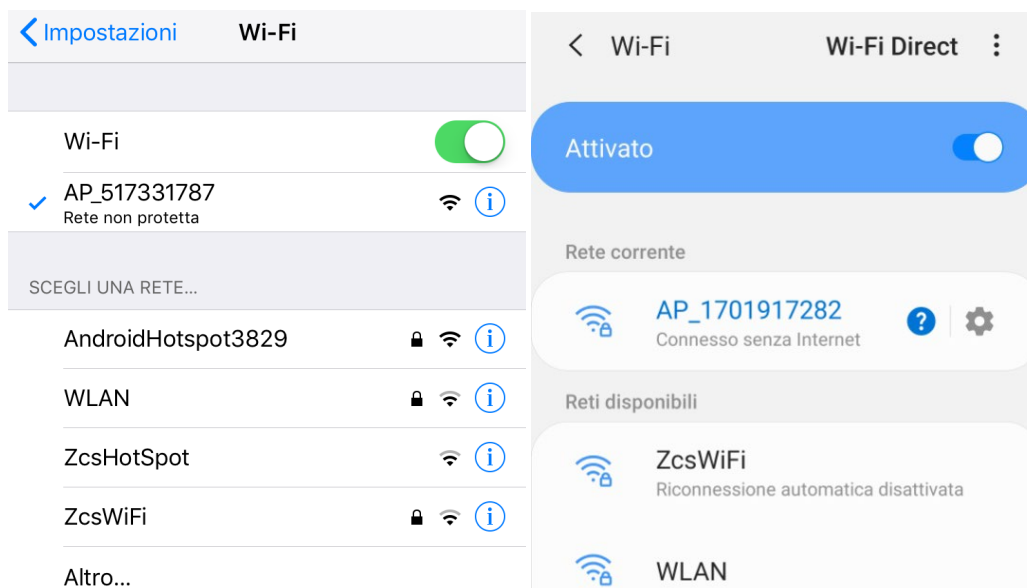 Impostazioni
Wi-Fi
Wi-Fi
AP_517331787
Rete non protetta
SCEGLI UNA RETE...
AndroidHotspot3829
WLAN
ZcsHotSpot
ZcsWiFi
Altro...
Wi-Fi
Wi-Fi Direct
Attivato
Rete corrente
AP_1701917282
Connesso senza Internet
?
Reti disponibili
ZcsWiFi
Riconnessione automatica disattivata
WLAN